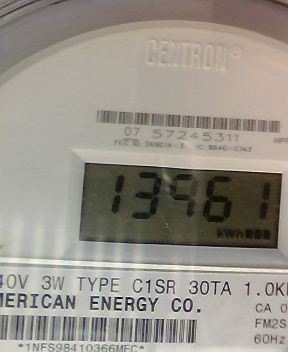 CENTRON®
07 57245311
13961
kWh
40V 3W TYPE C1SR 30TA 1.0K
MERICAN ENERGY CO.
CA 0
FM2S
60HZ
*1NFS98410366MEC*